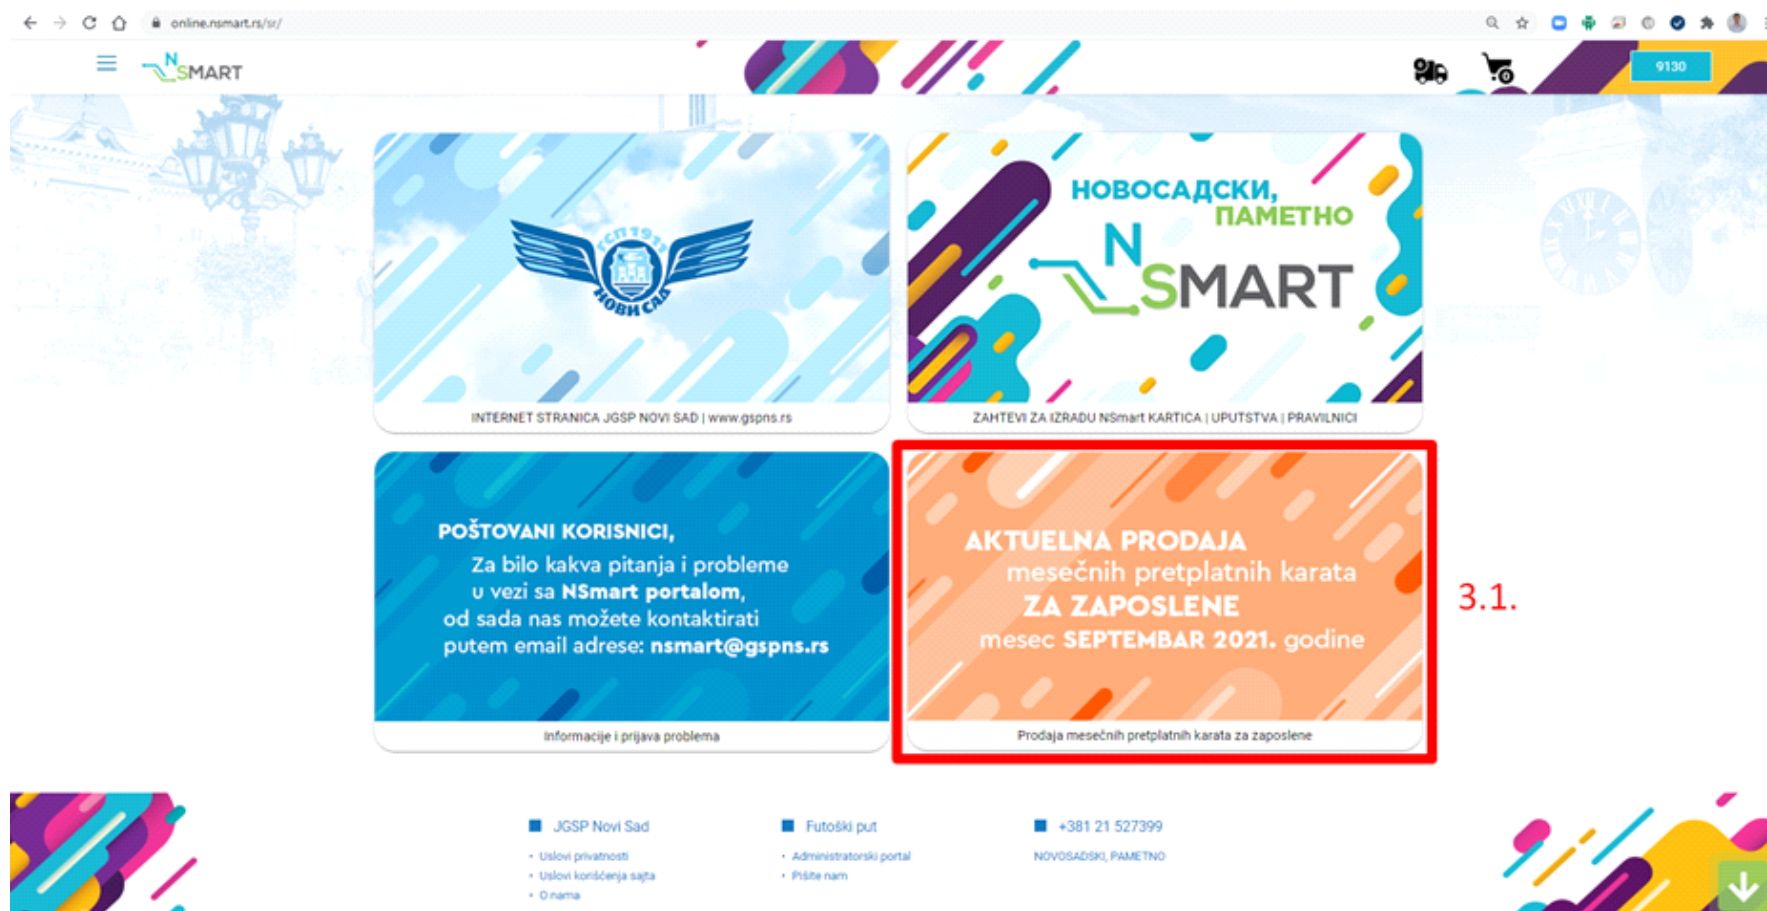 online.nsmart.rs/sr/
NSMART
9130
ГСП 1911
НОВИ САД
INTERNET STRANICA JGSP NOVI SAD | www.gspns.rs
НОВОСАДСКИ,
ПАМЕТНО
NSMART
ZAHTEVI ZA IZRADU NSmart KARTICA | UPUTSTVA | PRAVILNICI
POŠTOVANI KORISNICI,
Za bilo kakva pitanja i probleme
u vezi sa NSmart portalom,
od sada nas možete kontaktirati
putem email adrese: nsmart@gspns.rs
Informacije i prijava problema
AKTUELNA PRODAJA
mesečnih pretplatnih karata
ZA ZAPOSLENE
mesec SEPTEMBAR 2021. godine
Prodaja mesečnih pretplatnih karata za zaposlene
3.1.
JGSP Novi Sad
• Uslovi privatnosti
• Uslovi korišćenja sajta
• O nama
Futoški put
• Administratorski portal
• Pišite nam
+381 21 527399
NOVOSADSKI, PAMETNO